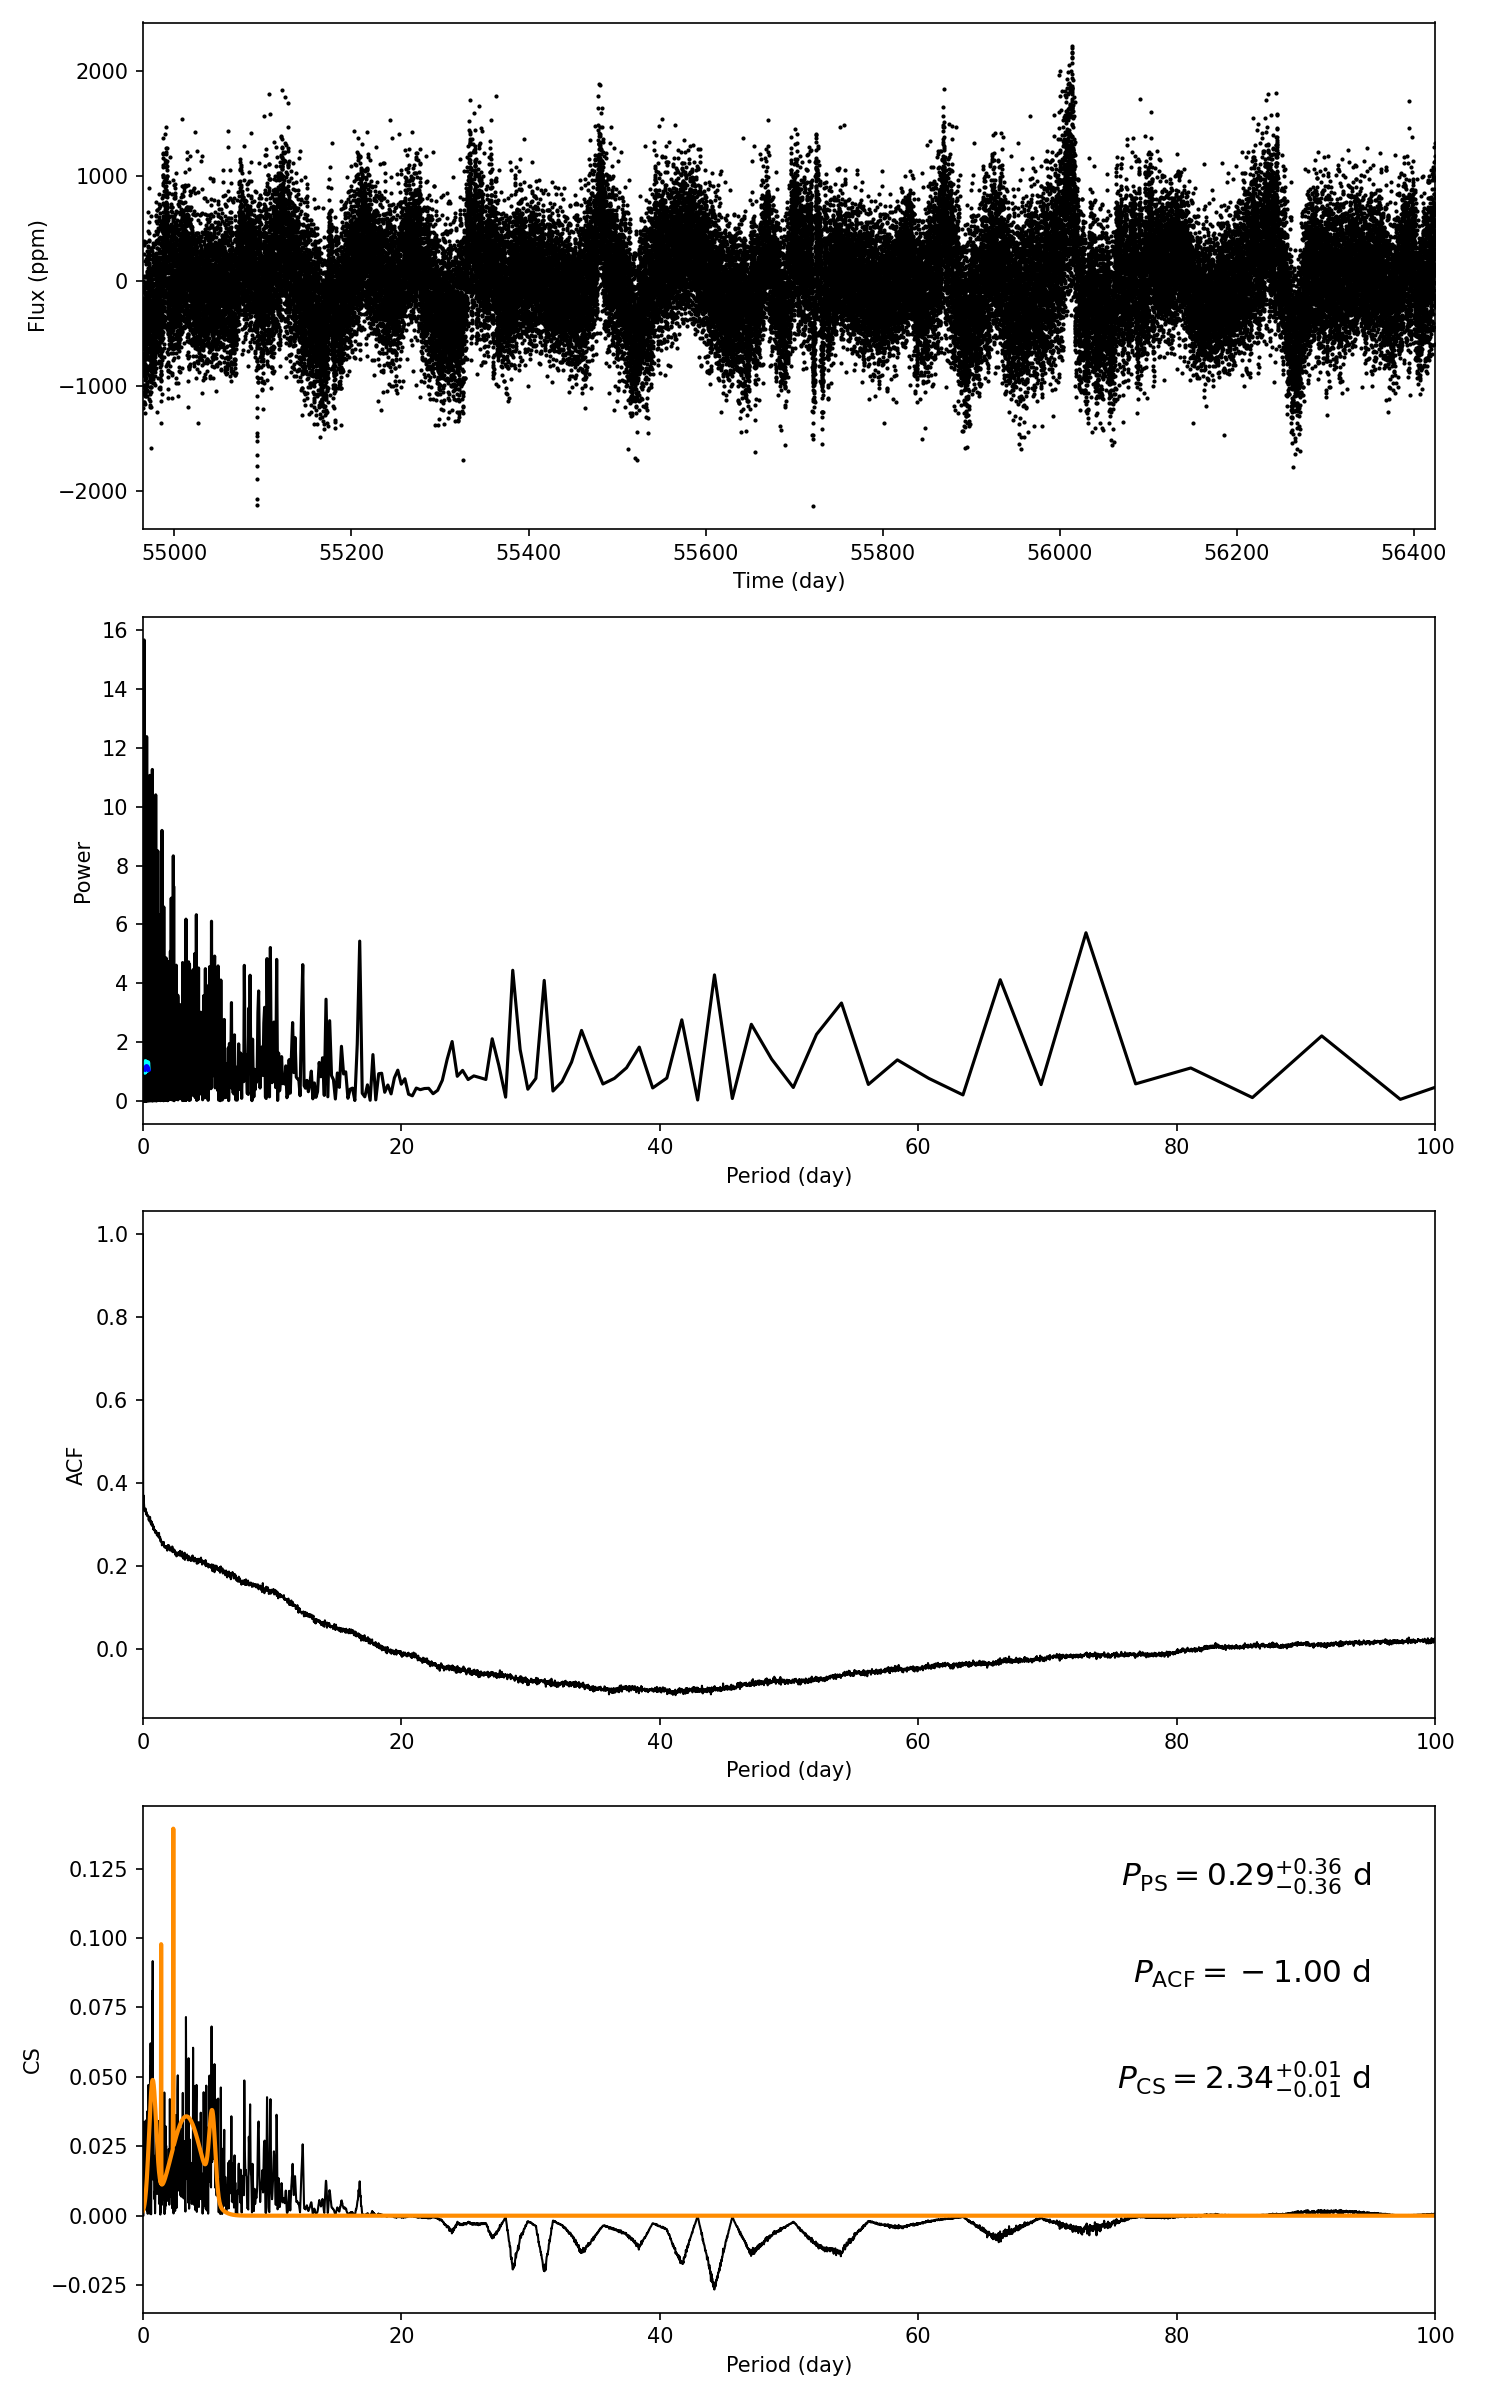 2000
1000
0
−1000
−2000
Flux (ppm)
55000 55200 55400 55600 55800 56000 56200 56400
Time (day)
16
14
12
10
8
6
4
2
0
Power
0 20 40 60 80 100
Period (day)
1.0
0.8
0.6
0.4
0.2
0.0
ACF
0 20 40 60 80 100
Period (day)
0.125
0.100
0.075
0.050
0.025
0.000
−0.025
CS
P_PS = 0.29^{+0.36}_{−0.36} d
P_ACF = −1.00 d
P_CS = 2.34^{+0.01}_{−0.01} d
0 20 40 60 80 100
Period (day)